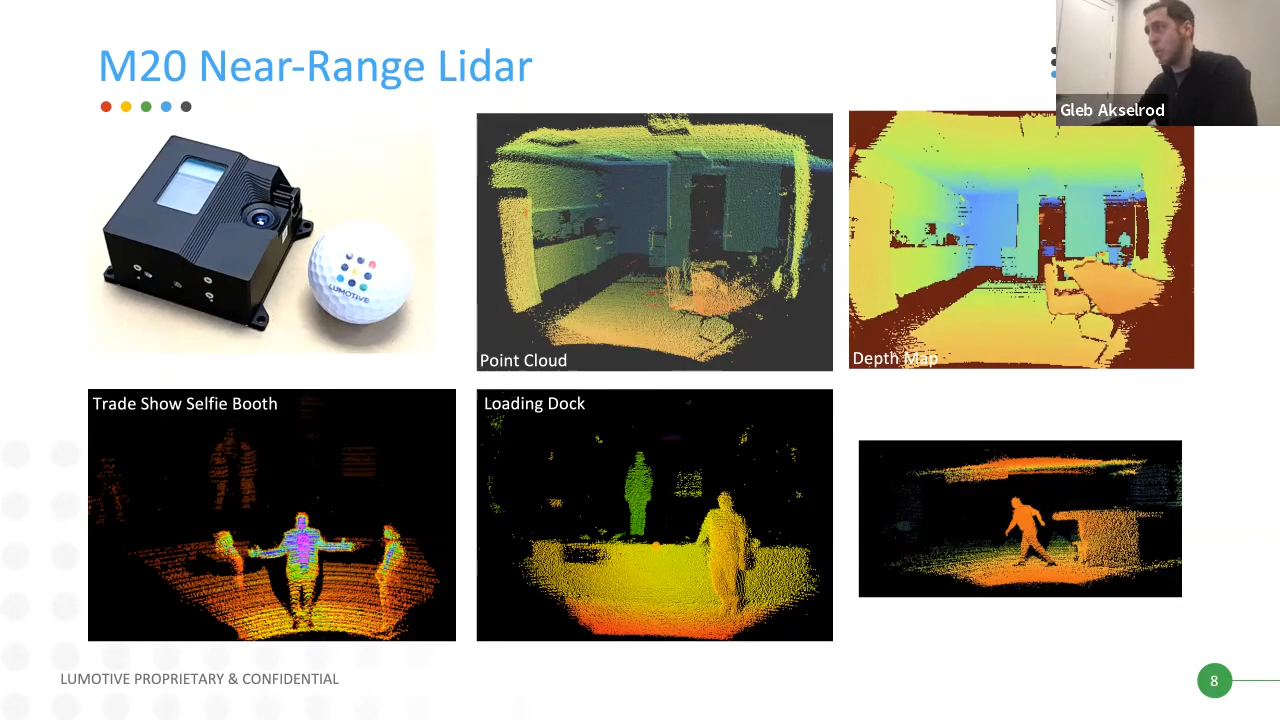 M20 Near-Range Lidar
Gleb Akselrod
LUMOTIVE
Point Cloud
Depth Map
Trade Show Selfie Booth
Loading Dock
LUMOTIVE PROPRIETARY & CONFIDENTIAL
8